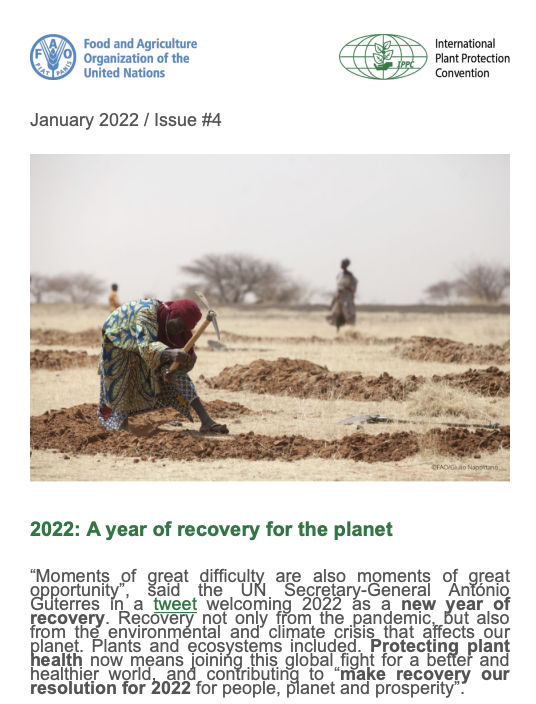 Food and Agriculture
Organization of the
United Nations
F A O
FIAT PANIS
International
Plant Protection
Convention
IPPC
January 2022 / Issue #4
©FAO/Giulio Napolitano
2022: A year of recovery for the planet
“Moments of great difficulty are also moments of great
opportunity”, said the UN Secretary-General António
Guterres in a tweet welcoming 2022 as a new year of
recovery. Recovery not only from the pandemic, but also
from the environmental and climate crisis that affects our
planet. Plants and ecosystems included. Protecting plant
health now means joining this global fight for a better and
healthier world, and contributing to “make recovery our
resolution for 2022 for people, planet and prosperity”.